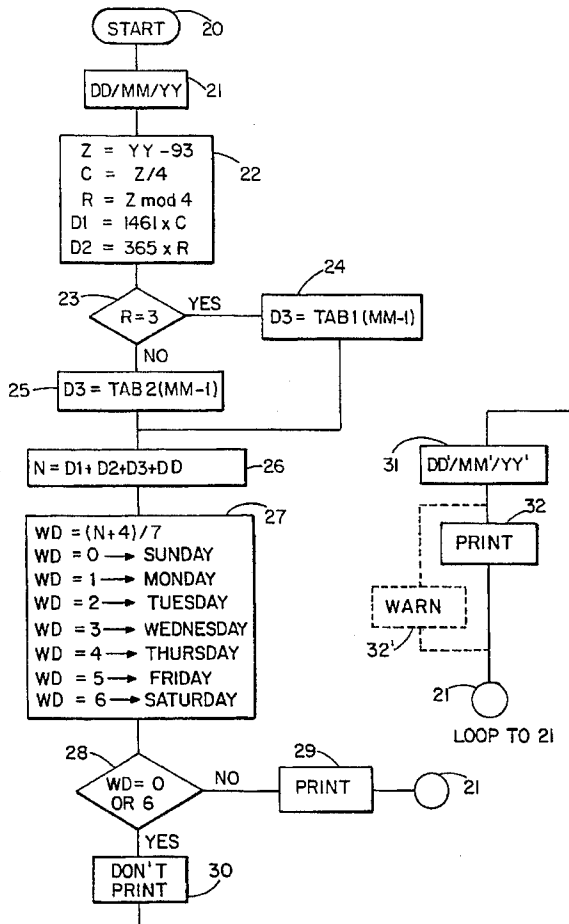 START
20
DD/MM/YY
21
Z = YY -93
C = Z/4
R = Z mod 4
D1 = 1461 x C
D2 = 365 x R
22
23
R=3
YES
24
D3 = TAB 1 (MM-1)
NO
25
D3 = TAB 2 (MM-1)
N = D1+ D2+D3+DD
26
27
WD = (N+4)/7
WD = 0 → SUNDAY
WD = 1 → MONDAY
WD = 2 → TUESDAY
WD = 3 → WEDNESDAY
WD = 4 → THURSDAY
WD = 5 → FRIDAY
WD = 6 → SATURDAY
28
WD= 0
OR 6
NO
29
PRINT
21
YES
DON'T
PRINT
30
31
DD'/MM'/YY'
32
PRINT
WARN
32'
21
LOOP TO 21